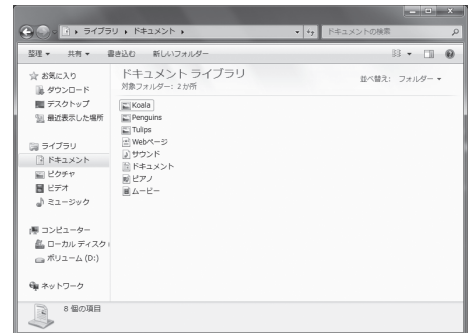 ライブラリ ▸ ドキュメント ▸
ドキュメントの検索
整理 ▼ 共有 ▼ 書き込む 新しいフォルダー
お気に入り
ダウンロード
デスクトップ
最近表示した場所
ライブラリ
ドキュメント
ピクチャ
ビデオ
ミュージック
コンピューター
ローカル ディスク (
ボリューム (D:)
ネットワーク
ドキュメント ライブラリ
対象フォルダー: 2 か所
並べ替え: フォルダー ▼
Koala
Penguins
Tulips
Webページ
サウンド
ドキュメント
ピアノ
ムービー
8 個の項目